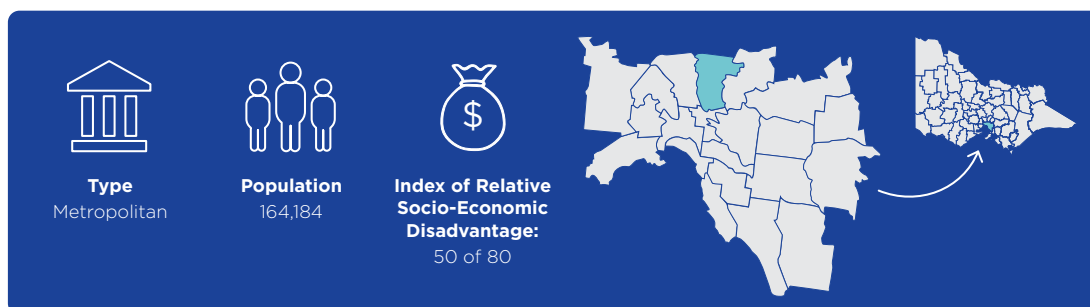 $
Type
Metropolitan
Population
164,184
Index of Relative
Socio-Economic
Disadvantage:
50 of 80